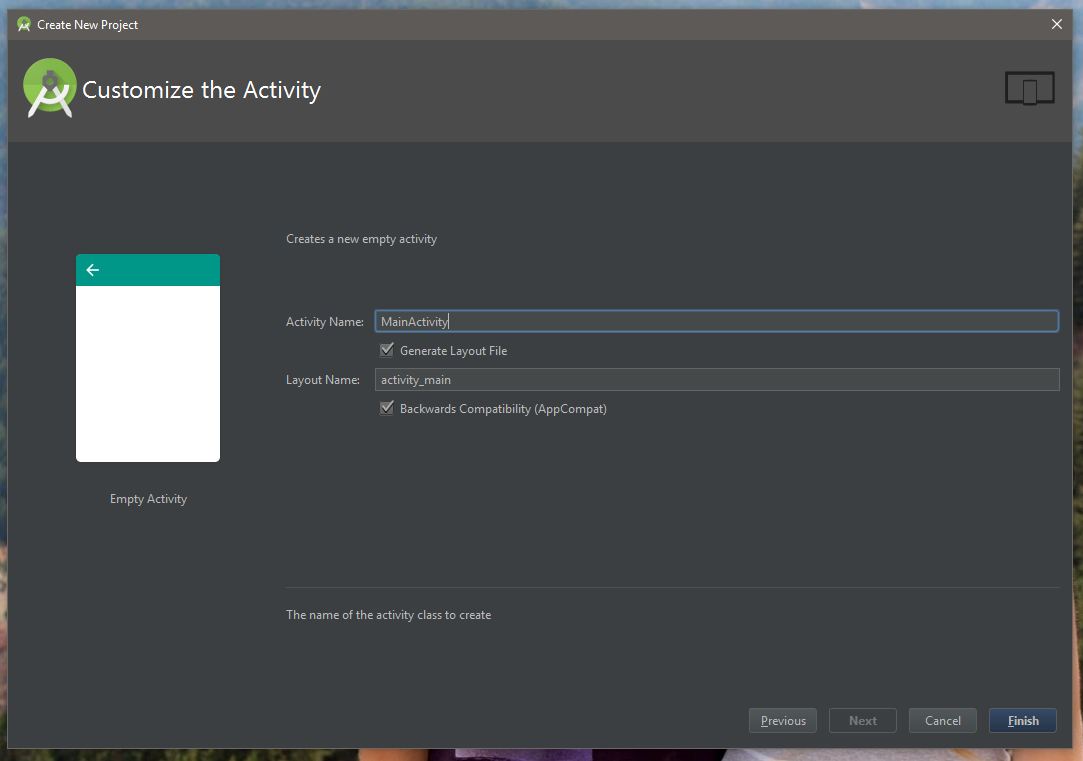 Create New Project
Customize the Activity
Creates a new empty activity
Activity Name: MainActivity
Generate Layout File
Layout Name: activity_main
Backwards Compatibility (AppCompat)
Empty Activity
The name of the activity class to create
Previous Next Cancel Finish